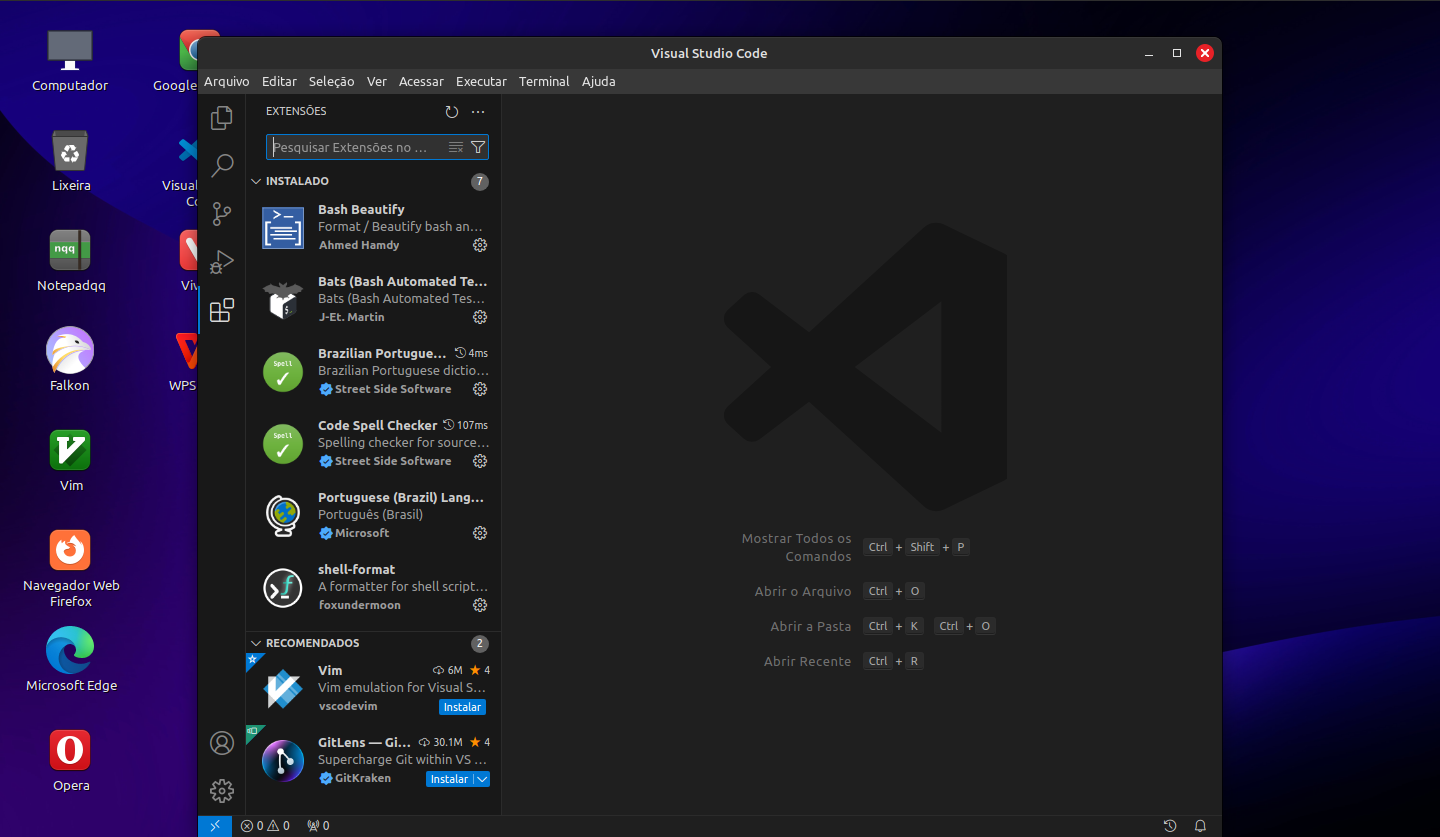 Computador
Lixeira
Notepadqq
Falkon
Vim
Navegador Web
Firefox
Microsoft Edge
Opera
Google
Visual
Viv
WPS
Visual Studio Code
Arquivo Editar Seleção Ver Acessar Executar Terminal Ajuda
EXTENSÕES
Pesquisar Extensões no ...
INSTALADO 7
Bash Beautify
Format / Beautify bash an...
Ahmed Hamdy
Bats (Bash Automated Te...
Bats (Bash Automated Tes...
J-Et. Martin
Brazilian Portugue... 4ms
Brazilian Portuguese dictio...
Street Side Software
Code Spell Checker 107ms
Spelling checker for source...
Street Side Software
Portuguese (Brazil) Lang...
Português (Brasil)
Microsoft
shell-format
A formatter for shell script...
foxundermoon
RECOMENDADOS 2
Vim 6M 4
Vim emulation for Visual S...
vscodevim Instalar
GitLens — Gi... 30.1M 4
Supercharge Git within VS ...
GitKraken Instalar
Mostrar Todos os
Comandos Ctrl + Shift + P
Abrir o Arquivo Ctrl + O
Abrir a Pasta Ctrl + K Ctrl + O
Abrir Recente Ctrl + R
0 0 0
nqq
Spell
Spell